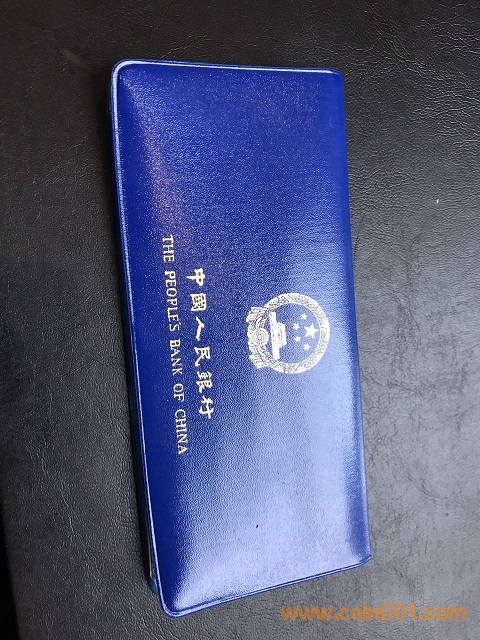 中國人民銀行
THE PEOPLE'S BANK OF CHINA
www.coin001.com